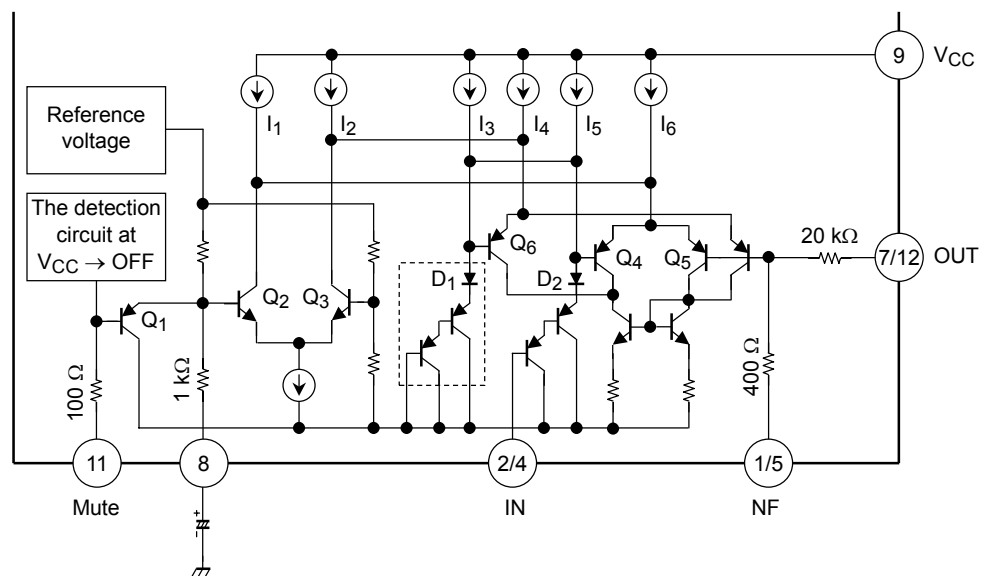 9
VCC
I1
I2
I3
I4
I5
I6
Reference
voltage
The detection
circuit at
VCC → OFF
Q1
Q2
Q3
D1
Q6
D2
Q4
Q5
20 kΩ
7/12
OUT
100 Ω
1 kΩ
400 Ω
11
8
2/4
1/5
Mute
IN
NF
+
−